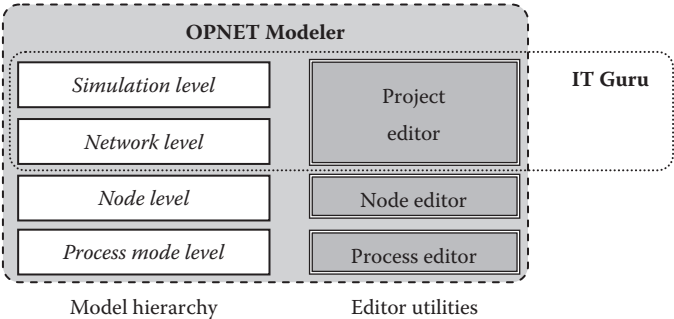 OPNET Modeler
IT Guru
Simulation level
Project
editor
Network level
Node level
Node editor
Process mode level
Process editor
Model hierarchy
Editor utilities